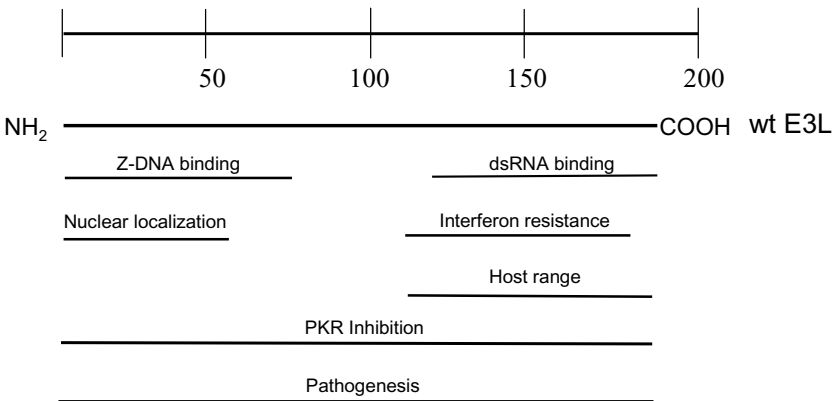 50 100 150 200
NH₂ COOH wt E3L
Z-DNA binding dsRNA binding
Nuclear localization Interferon resistance
Host range
PKR Inhibition
Pathogenesis